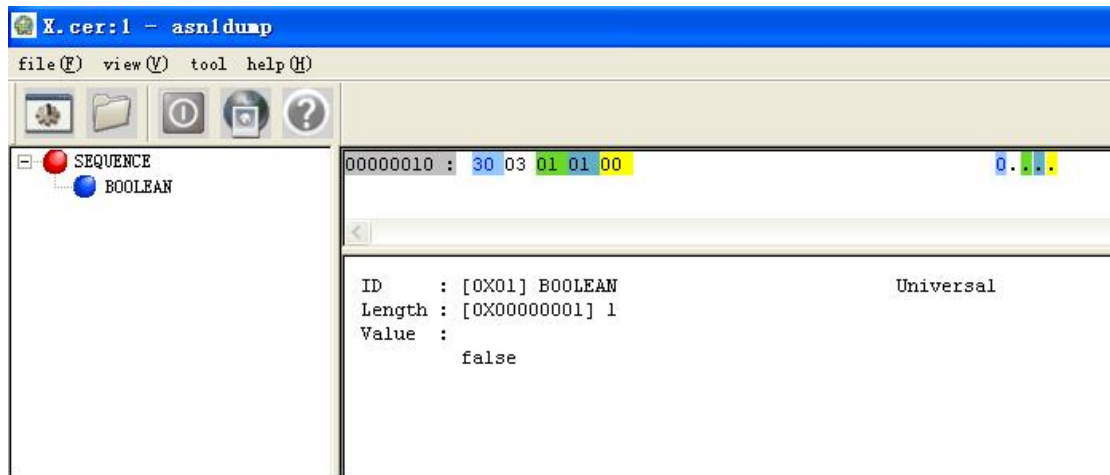 X.cer:1 - asn1dump
file(F) view(V) tool help(H)
SEQUENCE
BOOLEAN
00000010 : 30 03 01 01 00 0....
ID : [0X01] BOOLEAN Universal
Length : [0X00000001] 1
Value :
false